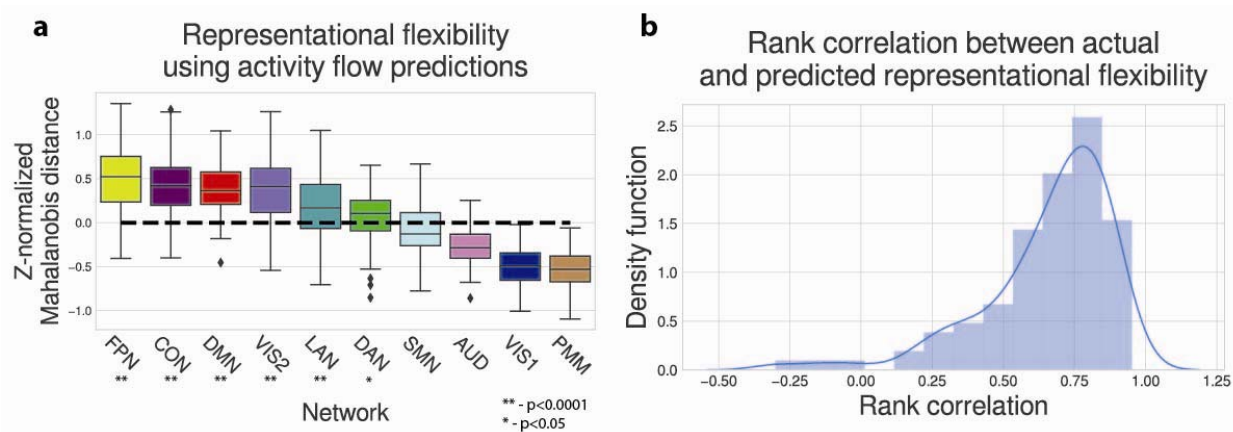 a
Representational flexibility
using activity flow predictions
Z-normalized
Mahalanobis distance
1.0
0.5
0.0
−0.5
−1.0
FPN
CON
DMN
VIS2
LAN
DAN
SMN
AUD
VIS1
PMM
** ** ** ** ** *
Network
** - p<0.0001
* - p<0.05
b
Rank correlation between actual
and predicted representational flexibility
Density function
2.5
2.0
1.5
1.0
0.5
0.0
−0.50 −0.25 0.00 0.25 0.50 0.75 1.00 1.25
Rank correlation